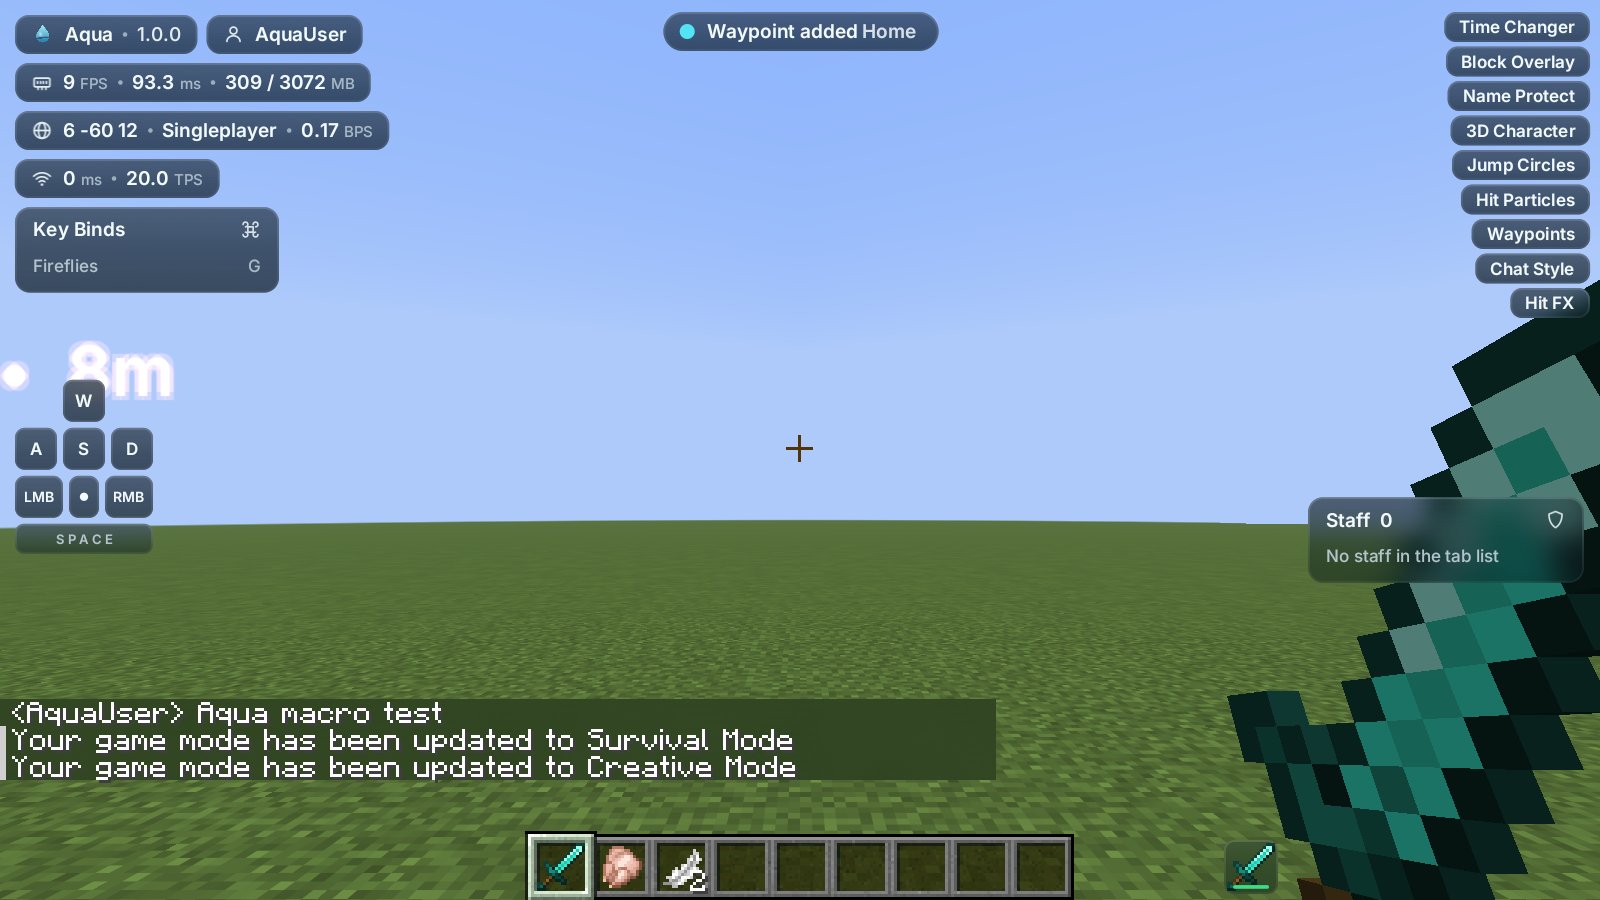 Aqua • 1.0.0
AquaUser
Waypoint added Home
9 FPS • 93.3 ms • 309 / 3072 MB
6 -60 12 • Singleplayer • 0.17 BPS
0 ms • 20.0 TPS
Key Binds
Fireflies G
Time Changer
Block Overlay
Name Protect
3D Character
Jump Circles
Hit Particles
Waypoints
Chat Style
Hit FX
8m
W
A S D
LMB RMB
SPACE
Staff 0
No staff in the tab list
<AquaUser> Aqua macro test
Your game mode has been updated to Survival Mode
Your game mode has been updated to Creative Mode
2